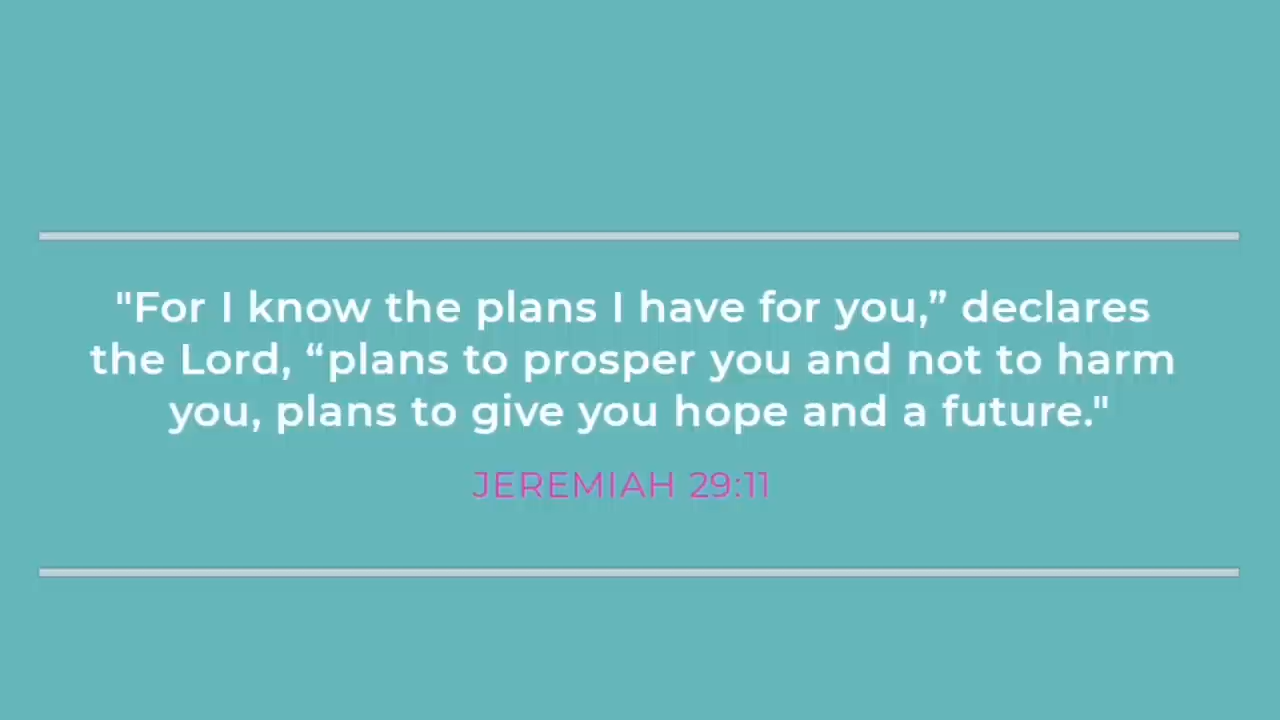 "For I know the plans I have for you,” declares
the Lord, “plans to prosper you and not to harm
you, plans to give you hope and a future."
JEREMIAH 29:11